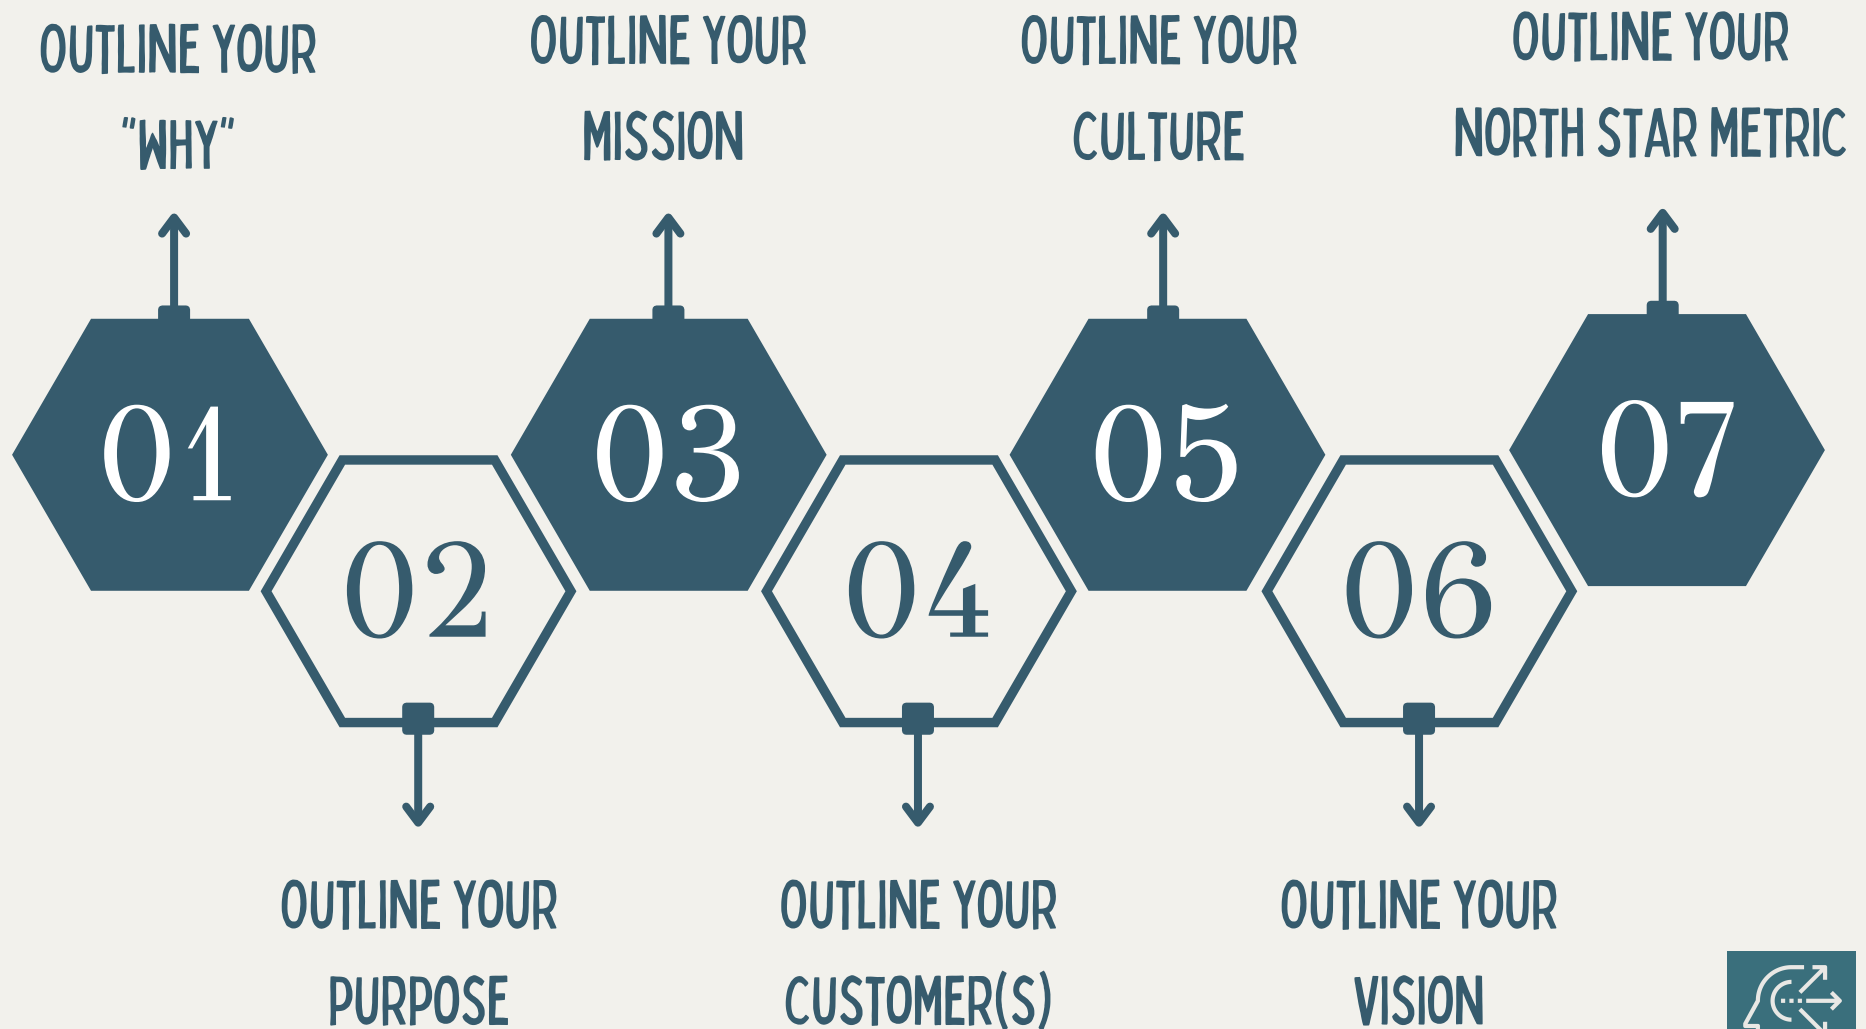 OUTLINE YOUR
"WHY"
01
OUTLINE YOUR
PURPOSE
02
OUTLINE YOUR
MISSION
03
OUTLINE YOUR
CUSTOMER(S)
04
OUTLINE YOUR
CULTURE
05
OUTLINE YOUR
VISION
06
OUTLINE YOUR
NORTH STAR METRIC
07